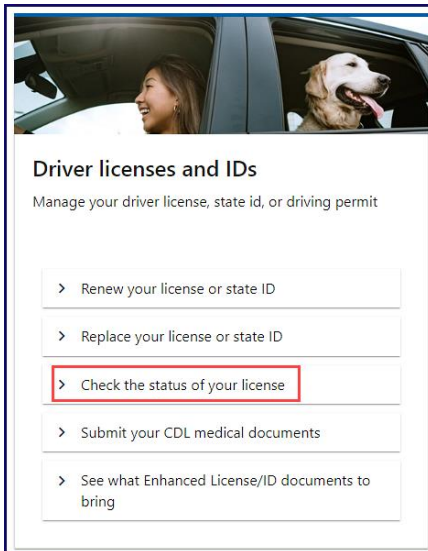 Driver licenses and IDs
Manage your driver license, state id, or driving permit
Renew your license or state ID
Replace your license or state ID
Check the status of your license
Submit your CDL medical documents
See what Enhanced License/ID documents to
bring